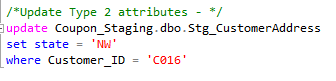 /*Update Type 2 attributes - */
update Coupon_Staging.dbo.Stg_CustomerAddress
set state = 'NW'
where Customer_ID = 'C016'